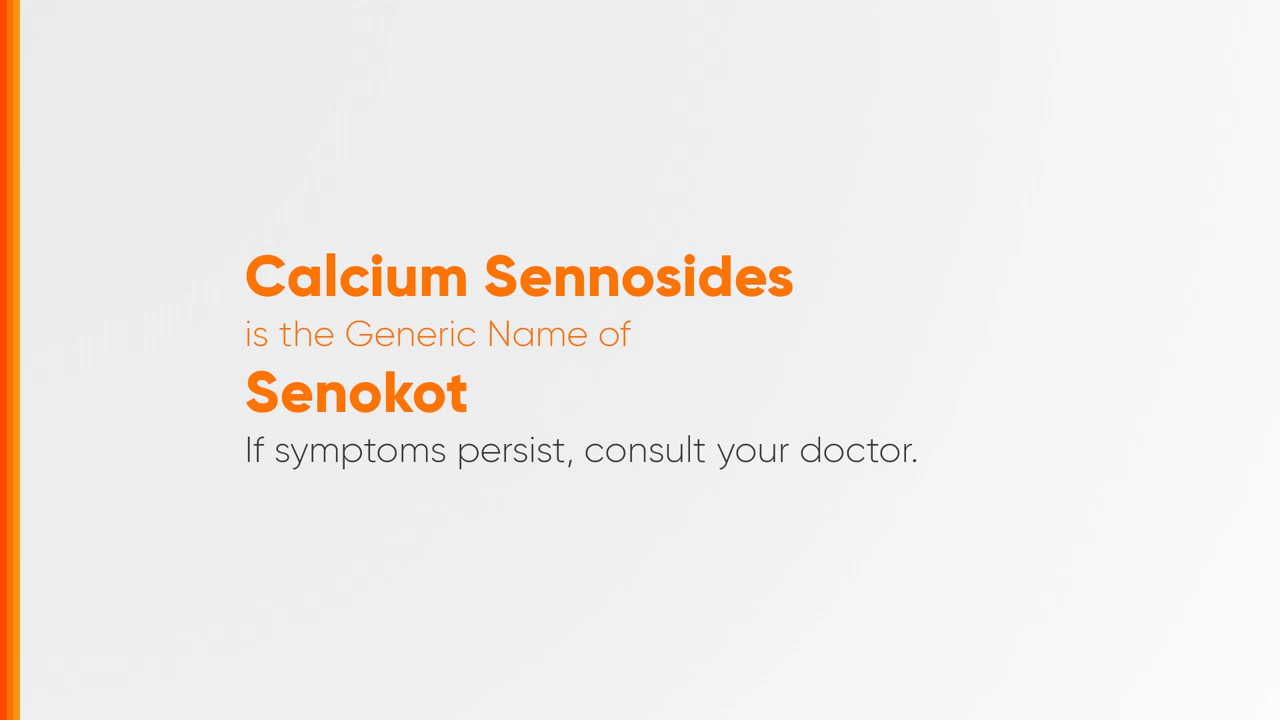 Calcium Sennosides
is the Generic Name of
Senokot
If symptoms persist, consult your doctor.